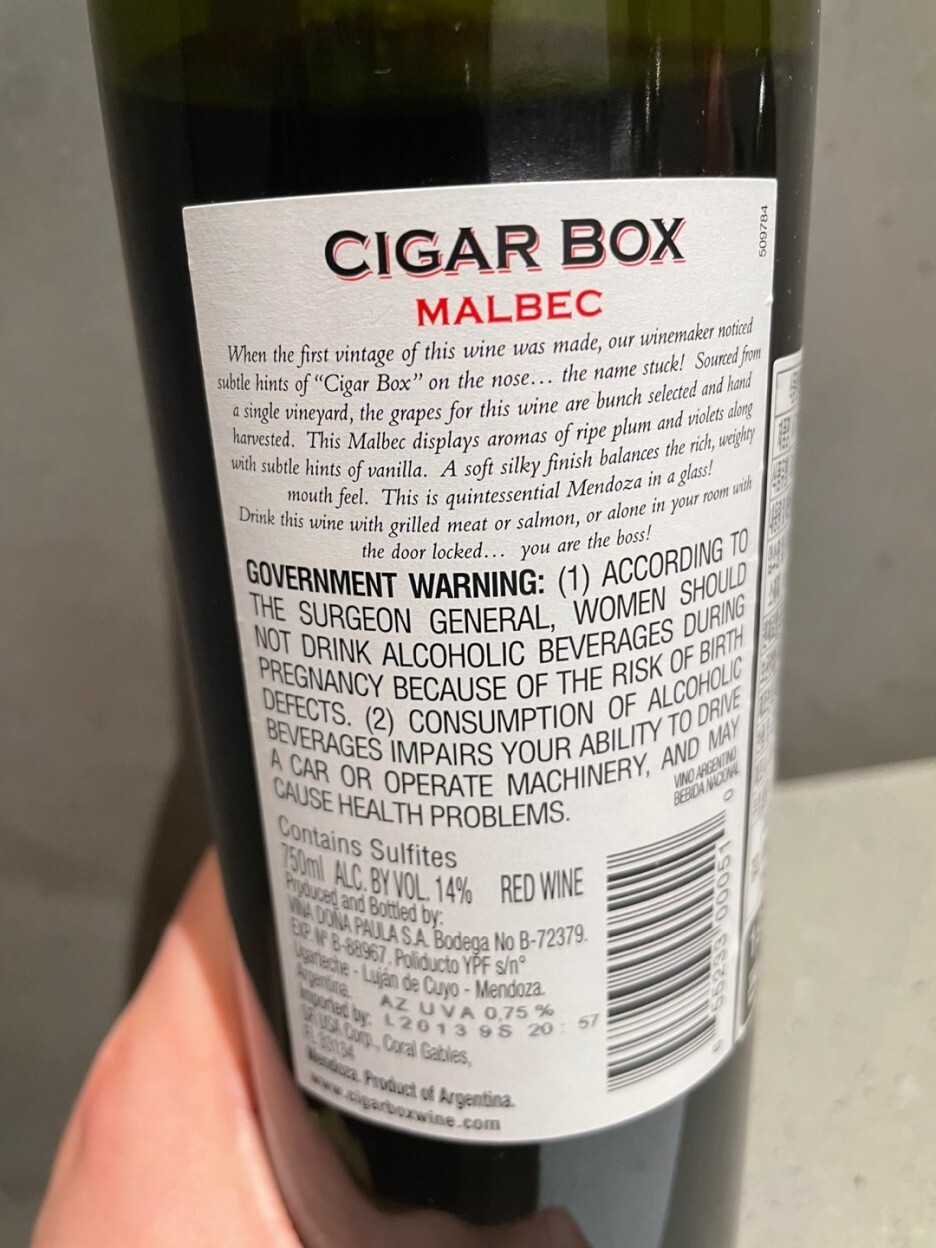 CIGAR BOX
509784
MALBEC
When the first vintage of this wine was made, our winemaker noticed
subtle hints of “Cigar Box” on the nose... the name stuck! Sourced from
a single vineyard, the grapes for this wine are bunch selected and hand
harvested. This Malbec displays aromas of ripe plum and violets along
with subtle hints of vanilla. A soft silky finish balances the rich, weighty
mouth feel. This is quintessential Mendoza in a glass!
Drink this wine with grilled meat or salmon, or alone in your room with
the door locked... you are the boss!
GOVERNMENT WARNING: (1) ACCORDING TO
THE SURGEON GENERAL, WOMEN SHOULD
NOT DRINK ALCOHOLIC BEVERAGES DURING
PREGNANCY BECAUSE OF THE RISK OF BIRTH
DEFECTS. (2) CONSUMPTION OF ALCOHOLIC
BEVERAGES IMPAIRS YOUR ABILITY TO DRIVE
A CAR OR OPERATE MACHINERY, AND MAY
CAUSE HEALTH PROBLEMS.
VINO ARGENTINO
BEBIDA NACIONAL
Contains Sulfites
750ml ALC. BY VOL. 14% RED WINE
Produced and Bottled by:
VIÑA DOÑA PAULA S.A. Bodega No B-72379.
EXP. Nº B-88967. Poliducto YPF s/nº
Ugarteche - Luján de Cuyo - Mendoza.
Argentina.
AZ UVA 0,75 %
Imported by:
L2013 9S 20: 57
USA Corp., Coral Gables,
FL 33134
Mendoza. Product of Argentina.
www.cigarboxwine.com